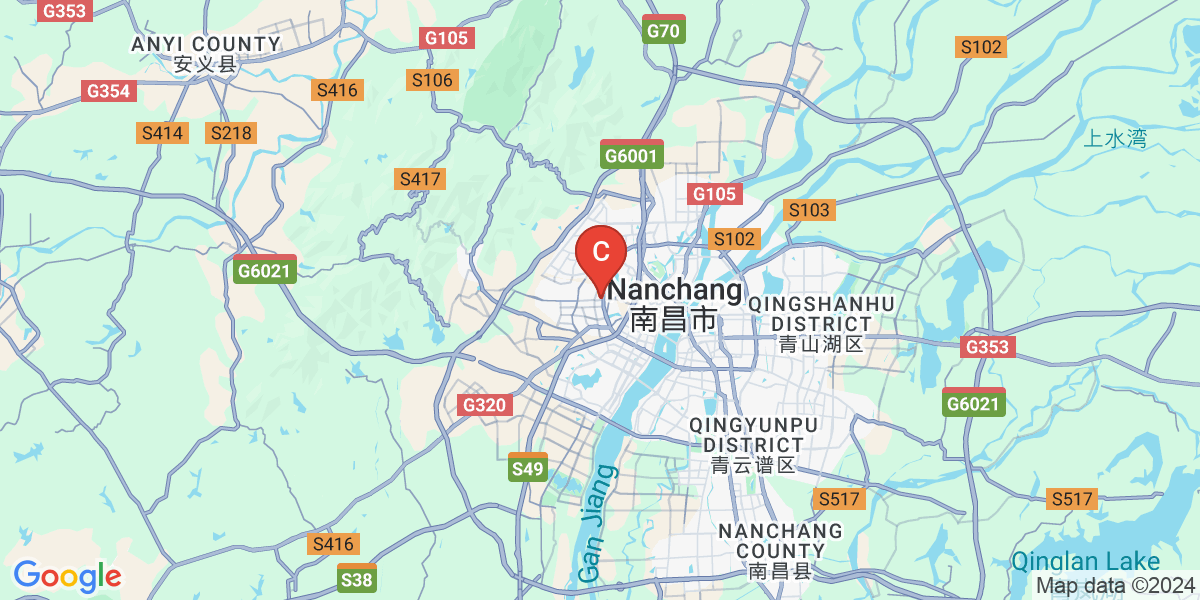 G353
G105
G70
S102
ANYI COUNTY
安义县
S106
G354
S416
S414
S218
上水湾
G6001
S417
G105
S103
S102
C
G6021
Nanchang
南昌市
QINGSHANHU
DISTRICT
青山湖区
G353
G320
G6021
QINGYUNPU
DISTRICT
青云谱区
S49
Gan Jiang
S517
S517
NANCHANG
COUNTY
南昌县
S416
S38
Qinglan Lake
Google
Map data ©2024